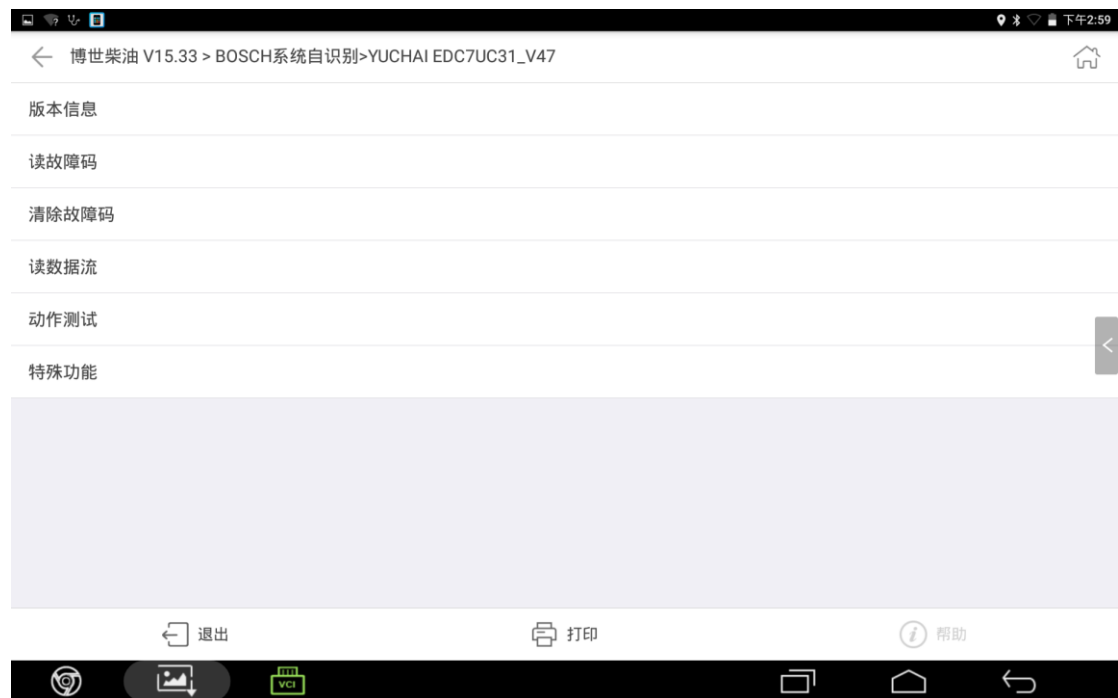 下午2:59
博世柴油 V15.33 > BOSCH系统自识别>YUCHAI EDC7UC31_V47
版本信息
读故障码
清除故障码
读数据流
动作测试
特殊功能
退出
打印
帮助
VCI